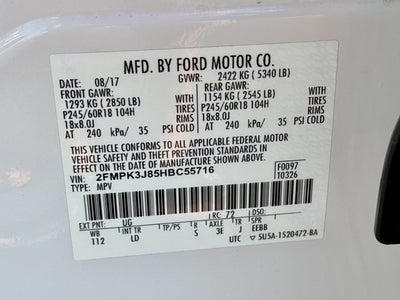 MFD. BY FORD MOTOR CO.
DATE: 08/17 GVWR: 2422 KG ( 5340 LB)
FRONT GAWR: REAR GAWR:
1293 KG ( 2850 LB) WITH 1154 KG ( 2545 LB) WITH
P245/60R18 104H TIRES P245/60R18 104H TIRES
18x8.0J RIMS 18x8.0J RIMS
AT 240 kPa/ 35 PSI COLD AT 240 kPa/ 35 PSI COLD
THIS VEHICLE CONFORMS TO ALL APPLICABLE FEDERAL
MOTOR VEHICLE SAFETY AND THEFT PREVENTION STANDARDS IN
EFFECT ON THE DATE OF MANUFACTURE SHOWN ABOVE.
VIN: 2FMPK3J85HBC55716 F0097
TYPE: MPV T0326
EXT PNT: UG RC: 72 DSO:
WB BRK INT TR TP/PS R AXLE TR SPR
112 LD S 3E J EEBB
UTC 5U5A-1520472-BA